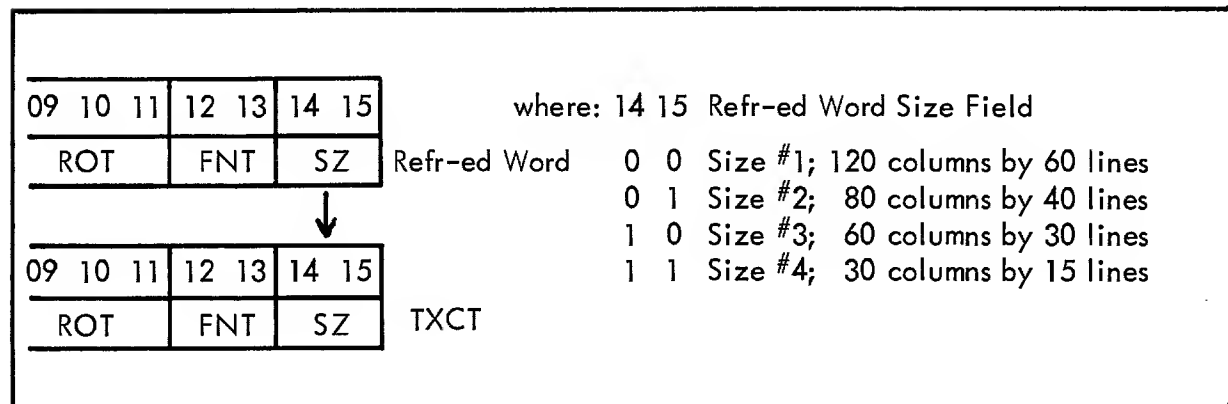 09 10 11 12 13 14 15
ROT FNT SZ Refr-ed Word
09 10 11 12 13 14 15
ROT FNT SZ TXCT
where: 14 15 Refr-ed Word Size Field
0 0 Size #1; 120 columns by 60 lines
0 1 Size #2; 80 columns by 40 lines
1 0 Size #3; 60 columns by 30 lines
1 1 Size #4; 30 columns by 15 lines